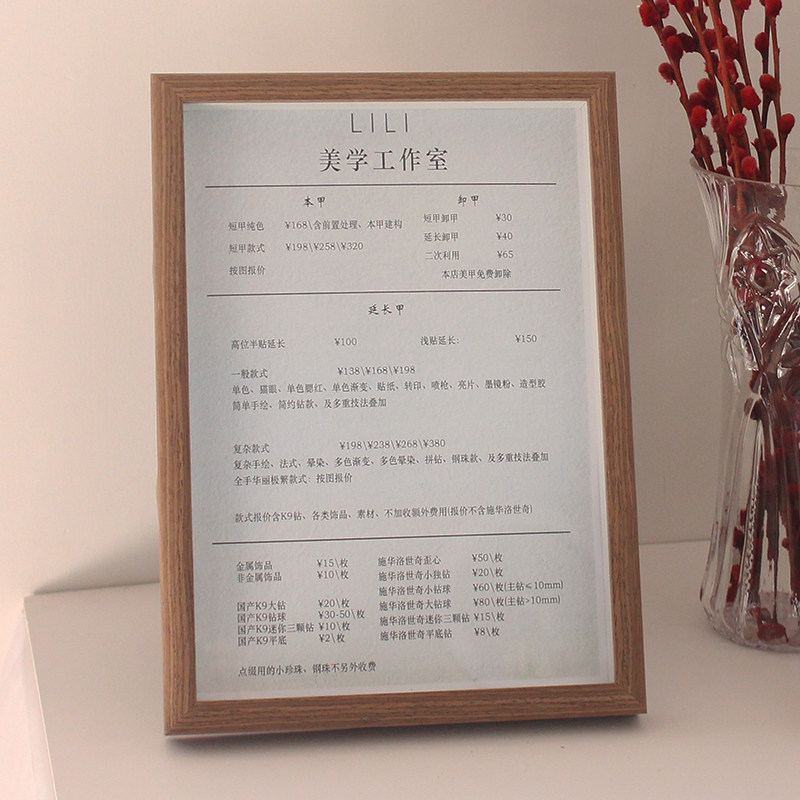 LILI
美学工作室
本甲
短甲纯色 ¥168\含前置处理、本甲建构
短甲款式 ¥198\¥258\¥320
按图报价
卸甲
短甲卸甲 ¥30
延长卸甲 ¥40
二次利用 ¥65
本店美甲免费卸除
延长甲
高位半贴延长 ¥100 浅贴延长: ¥150
一般款式 ¥138\¥168\¥198
单色、猫眼、单色腮红、单色渐变、贴纸、转印、喷枪、亮片、墨镜粉、造型胶
简单手绘、简约钻款、及多重技法叠加
复杂款式 ¥198\¥238\¥268\¥380
复杂手绘、法式、晕染、多色渐变、多色晕染、拼钻、钢珠款、及多重技法叠加
全手华丽极繁款式: 按图报价
款式报价含K9钻、各类饰品、素材、不加收额外费用(报价不含施华洛世奇)
金属饰品 ¥15\枚
非金属饰品 ¥10\枚
国产K9大钻 ¥20\枚
国产K9钻球 ¥30-50\枚
国产K9迷你三颗钻 ¥10\枚
国产K9平底 ¥2\枚
施华洛世奇歪心 ¥50\枚
施华洛世奇小独钻 ¥20\枚
施华洛世奇小钻球 ¥60\枚(主钻≤10mm)
施华洛世奇大钻球 ¥80\枚(主钻>10mm)
施华洛世奇迷你三颗钻 ¥15\枚
施华洛世奇平底钻 ¥8\枚
点缀用的小珍珠、钢珠不另外收费